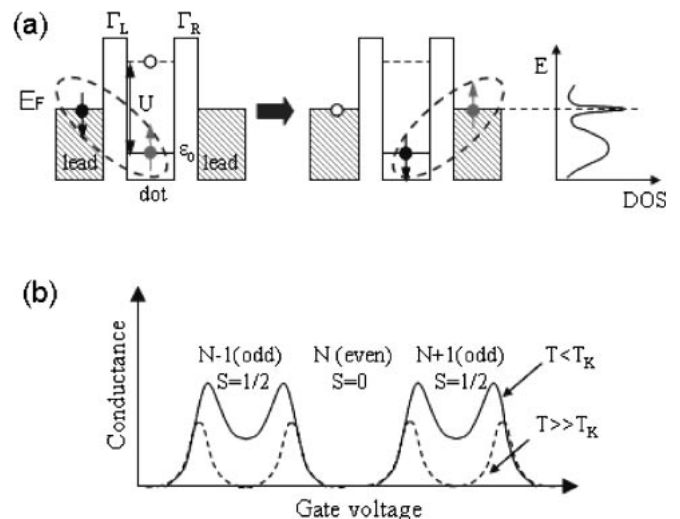 (a)
Γ_L Γ_R
E
E_F
U
ε_0
lead
lead
dot
DOS
(b)
Conductance
N-1(odd) N (even) N+1(odd)
S=1/2 S=0 S=1/2
T<T_K
T>>T_K
Gate voltage